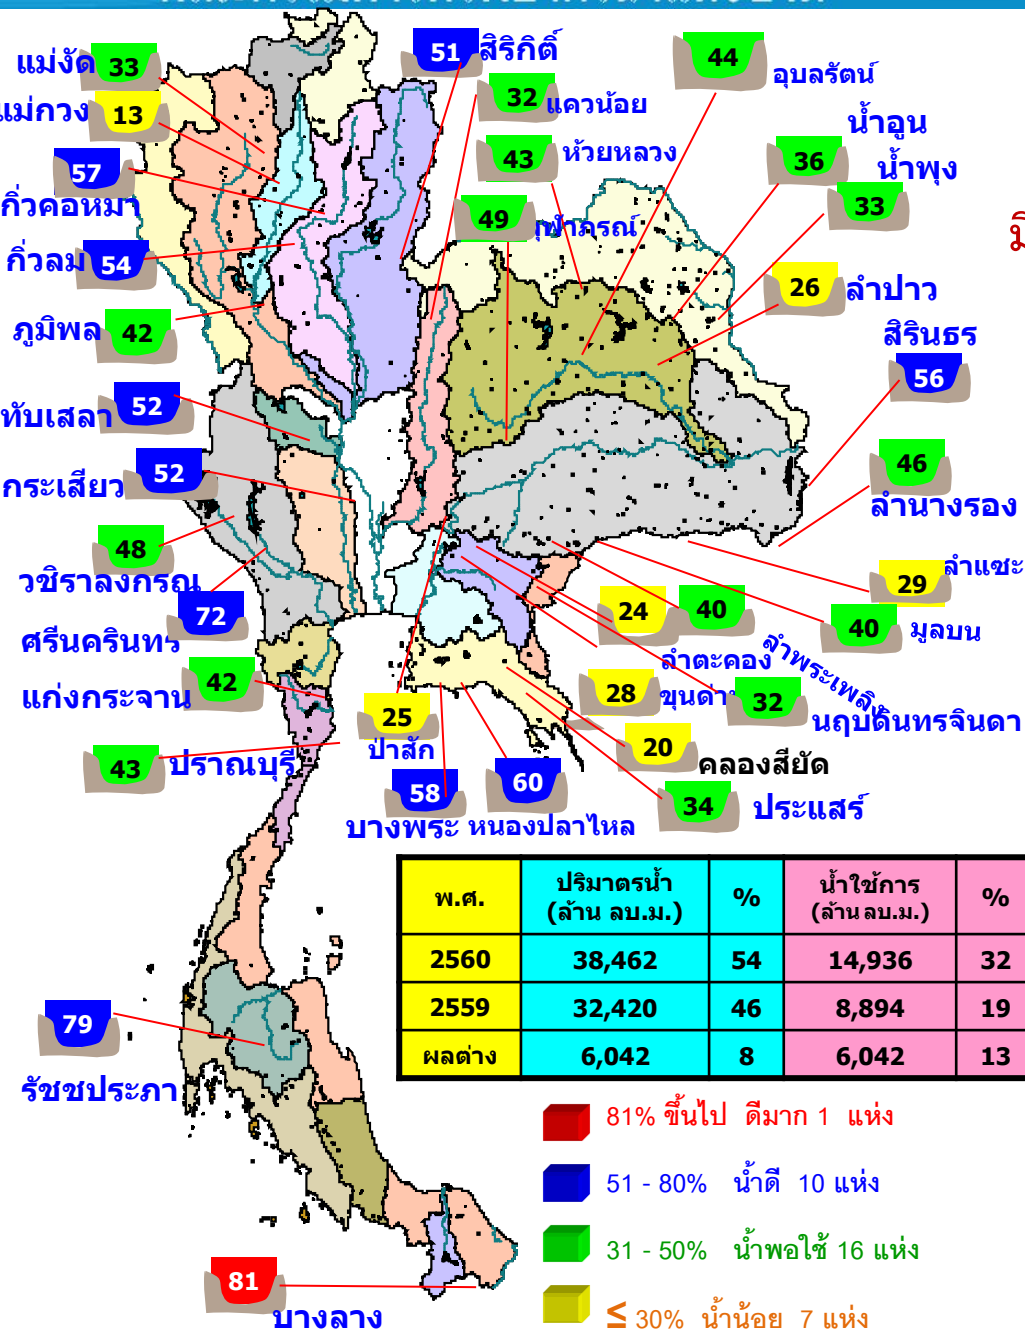 แม่งัด 33
แม่กวง 13
57
กิ่วคอหมา
กิ่วลม 54
ภูมิพล 42
ทับเสลา 52
กระเสียว 52
48
วชิราลงกรณ
72
ศรีนครินทร์
แก่งกระจาน 42
43 ปราณบุรี
51 สิริกิติ์
32 แควน้อย
43 ห้วยหลวง
49
44 อุบลรัตน์
น้ำอูน
36 น้ำพุง
33
26 ลำปาว
สิรินธร
56
46
ลำนางรอง
ลำแซะ
29
40 มูลบน
24 40
ลำตะคอง
ลำพระเพลิง
28
32
นฤบดินทรจินดา
20
คลองสียัด
34 ประแสร์
25
ป่าสัก
58 60
บางพระ หนองปลาไหล
พ.ศ. ปริมาตรน้ำ (ล้าน ลบ.ม.) % น้ำใช้การ (ล้าน ลบ.ม.) %
2560 38,462 54 14,936 32
2559 32,420 46 8,894 19
ผลต่าง 6,042 8 6,042 13
79
รัชชประภา
81% ขึ้นไป ดีมาก 1 แห่ง
51 - 80% น้ำดี 10 แห่ง
31 - 50% น้ำพอใช้ 16 แห่ง
≤ 30% น้ำน้อย 7 แห่ง
81
บางลาง